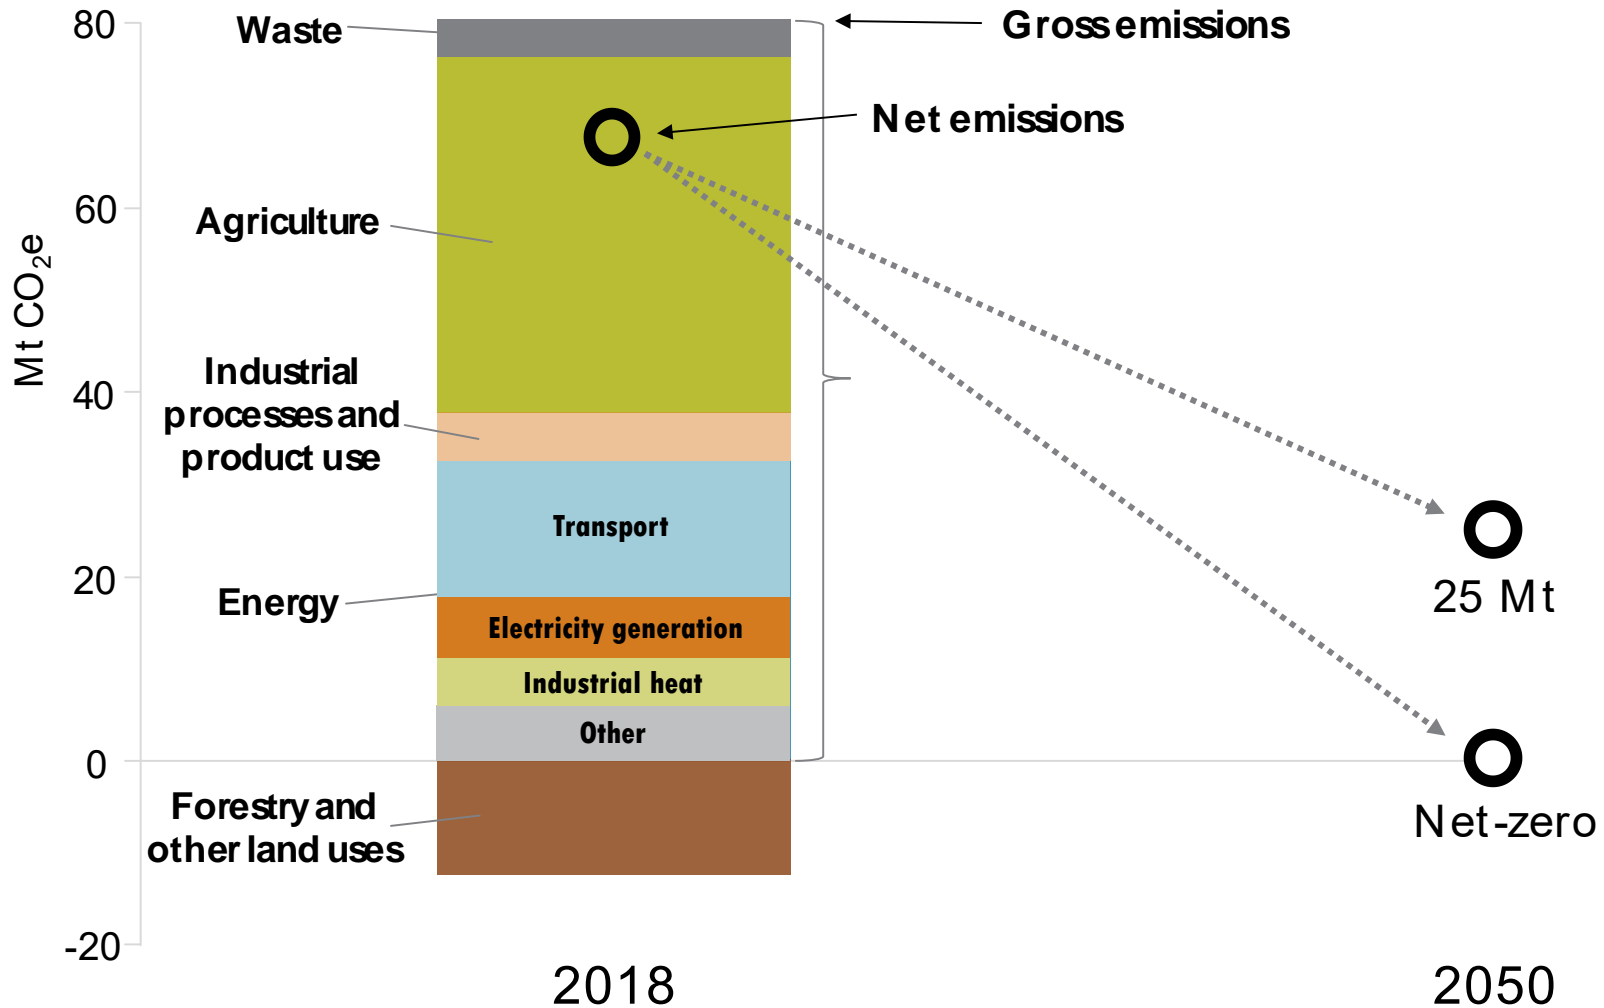 80
Waste
Gross emissions
Net emissions
60
Agriculture
Mt CO₂e
Industrial
processes and
product use
40
Transport
20
Energy
25 Mt
Electricity generation
Industrial heat
Other
0
Forestry and
other land uses
Net-zero
-20
2018
2050